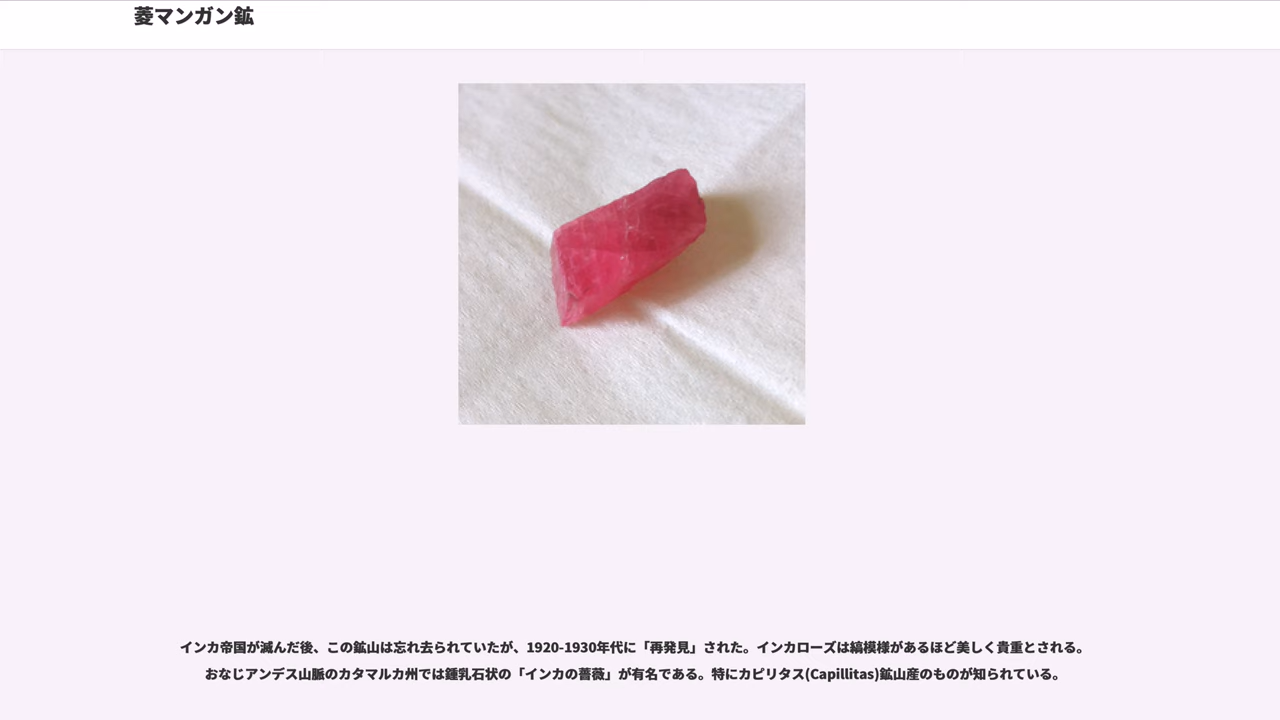 菱マンガン鉱
インカ帝国が滅んだ後、この鉱山は忘れ去られていたが、1920-1930年代に「再発見」された。インカローズは縞模様があるほど美しく貴重とされる。
おなじアンデス山脈のカタマルカ州では鍾乳石状の「インカの薔薇」が有名である。特にカピリタス(Capillitas)鉱山産のものが知られている。